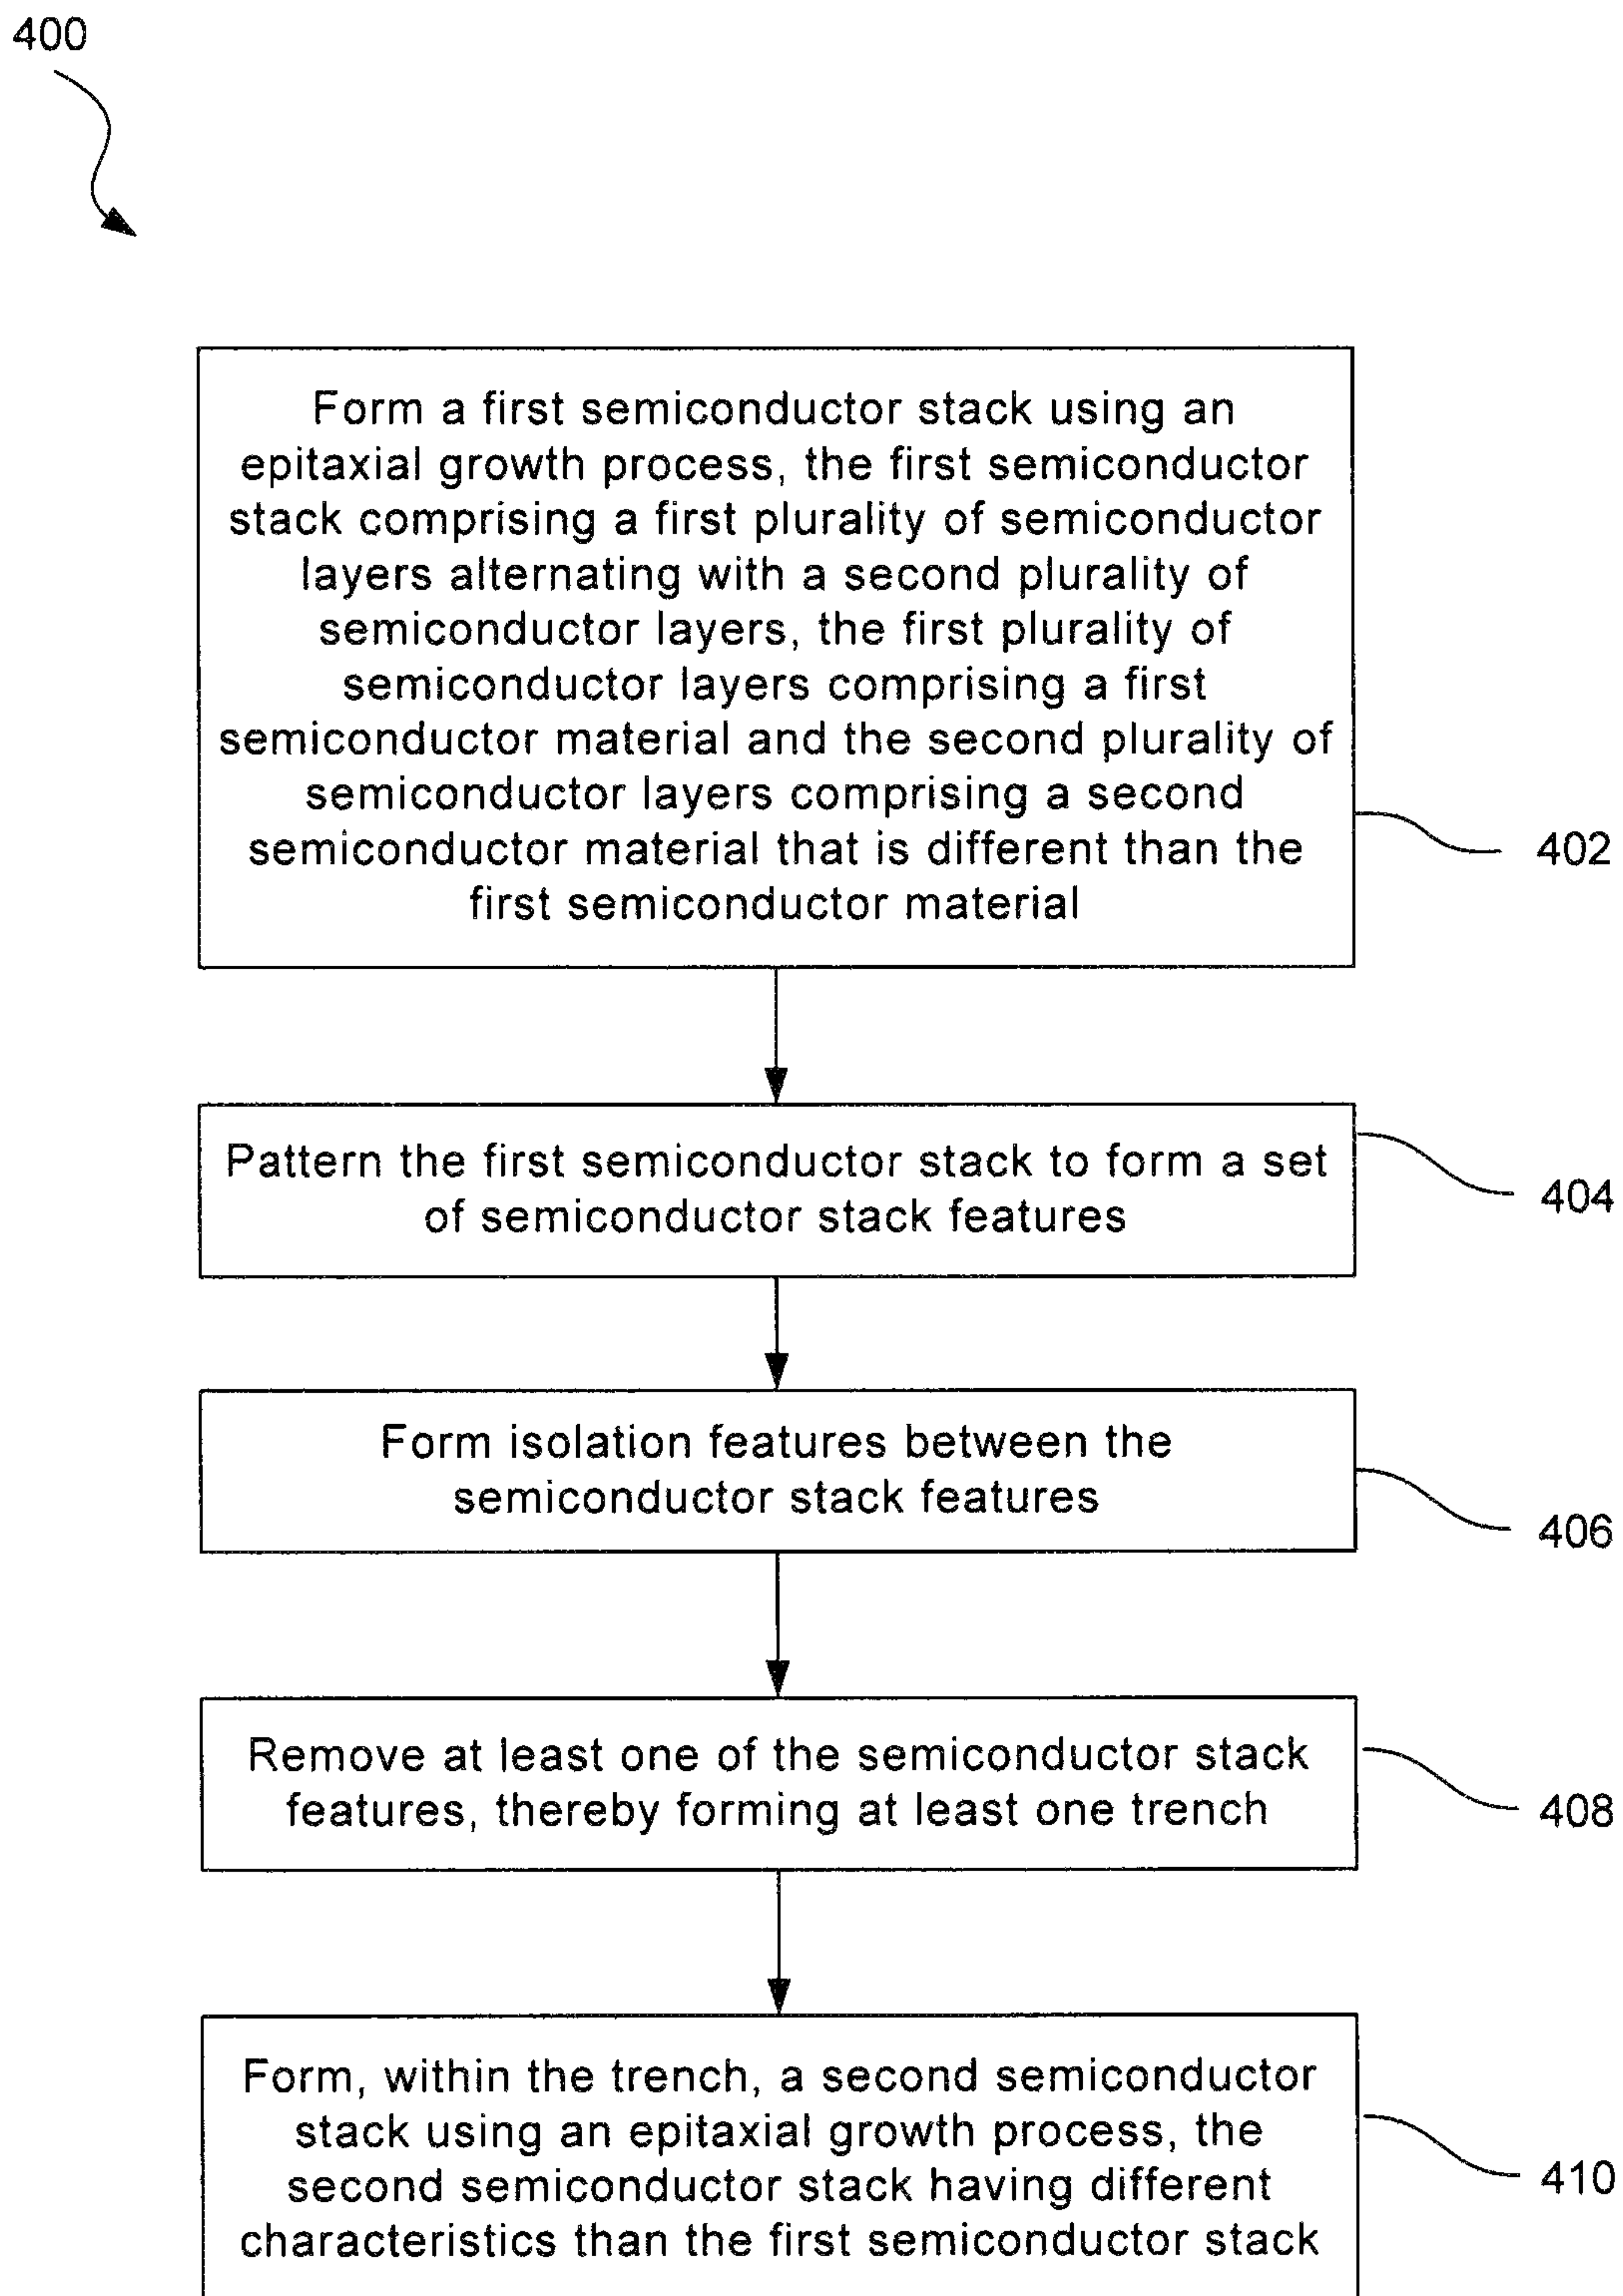 400
Form a first semiconductor stack using an
epitaxial growth process, the first semiconductor
stack comprising a first plurality of semiconductor
layers alternating with a second plurality of
semiconductor layers, the first plurality of
semiconductor layers comprising a first
semiconductor material and the second plurality of
semiconductor layers comprising a second
semiconductor material that is different than the
first semiconductor material
402
Pattern the first semiconductor stack to form a set
of semiconductor stack features
404
Form isolation features between the
semiconductor stack features
406
Remove at least one of the semiconductor stack
features, thereby forming at least one trench
408
Form, within the trench, a second semiconductor
stack using an epitaxial growth process, the
second semiconductor stack having different
characteristics than the first semiconductor stack
410